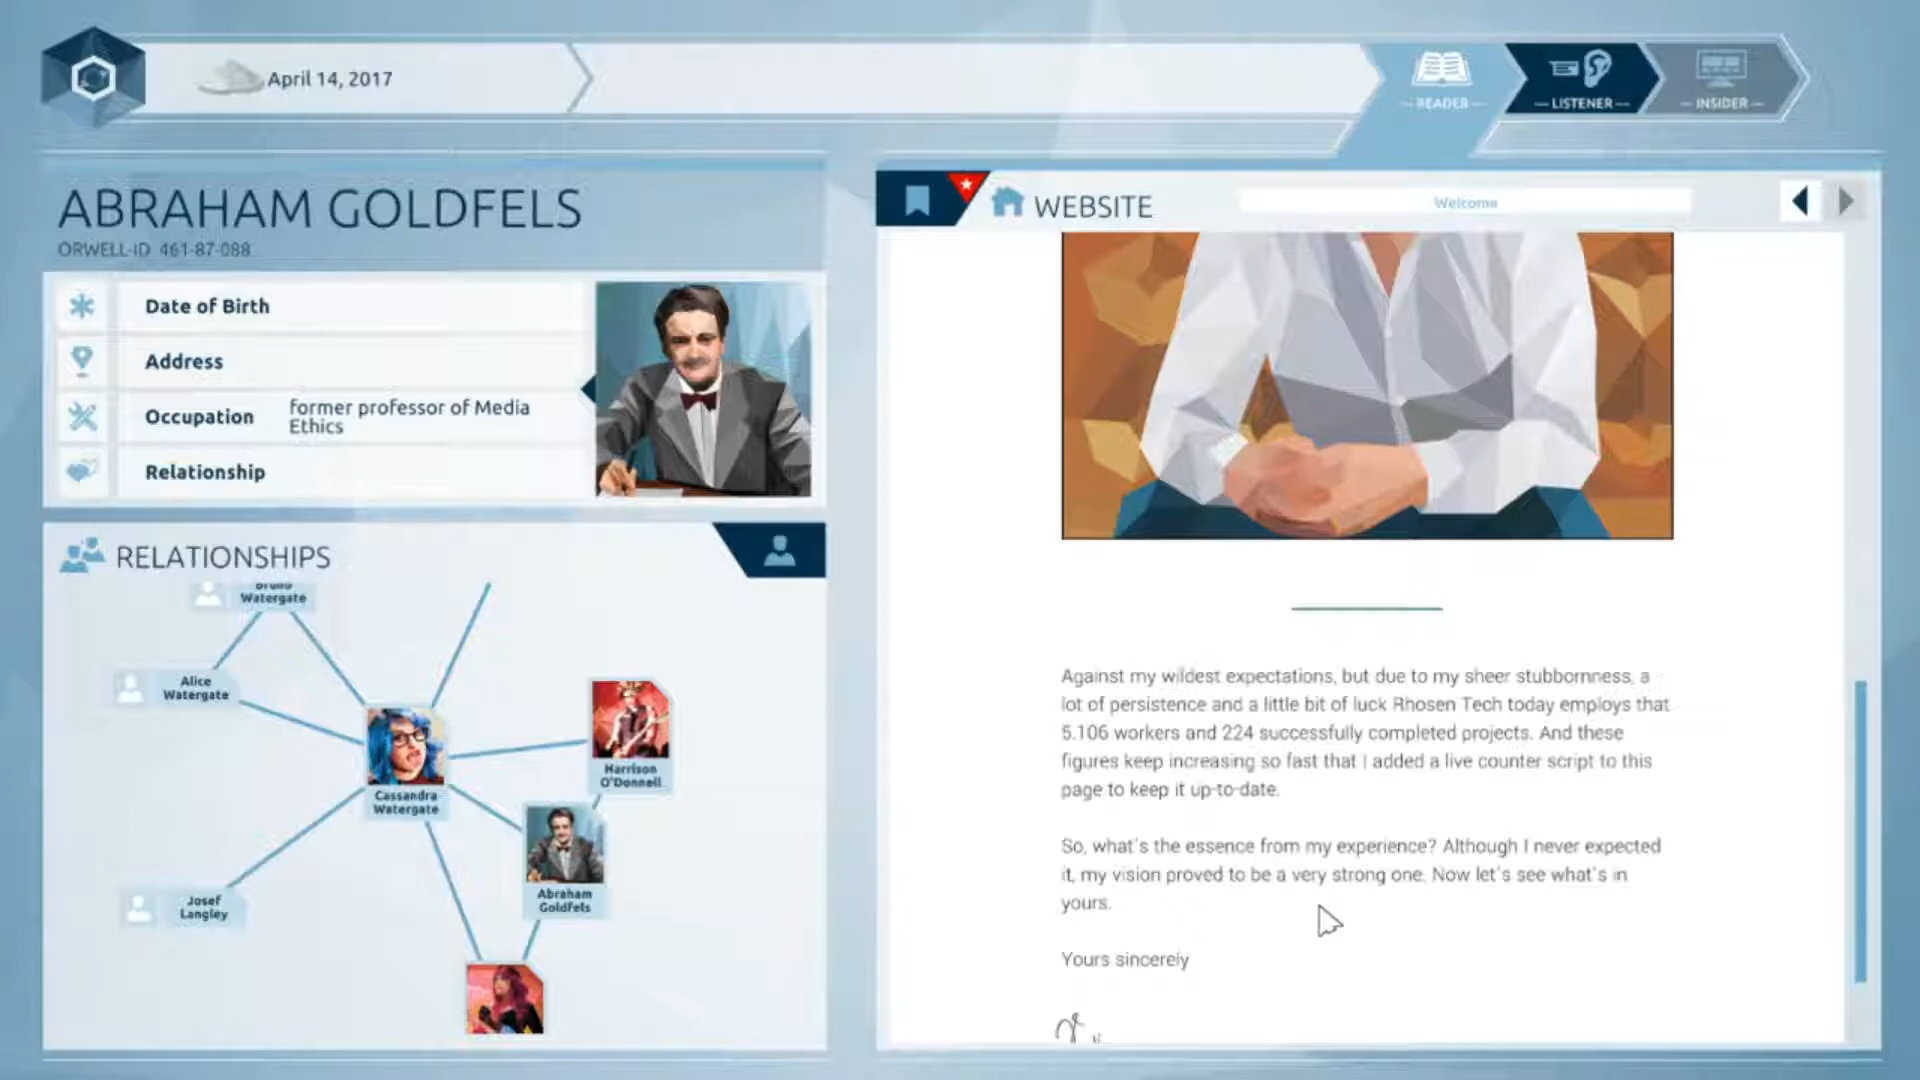 April 14, 2017
READER
LISTENER
INSIDER
ABRAHAM GOLDFELS
ORWELL-ID 461-87-088
Date of Birth
Address
Occupation
former professor of Media
Ethics
Relationship
RELATIONSHIPS
Bruno
Watergate
Alice
Watergate
Cassandra
Watergate
Harrison
O'Donnell
Abraham
Goldfels
Josef
Langley
WEBSITE
Welcome
Against my wildest expectations, but due to my sheer stubbornness, a
lot of persistence and a little bit of luck Rhosen Tech today employs that
5.106 workers and 224 successfully completed projects. And these
figures keep increasing so fast that I added a live counter script to this
page to keep it up-to-date.
So, what's the essence from my experience? Although I never expected
it, my vision proved to be a very strong one. Now let's see what's in
yours.
Yours sincerely